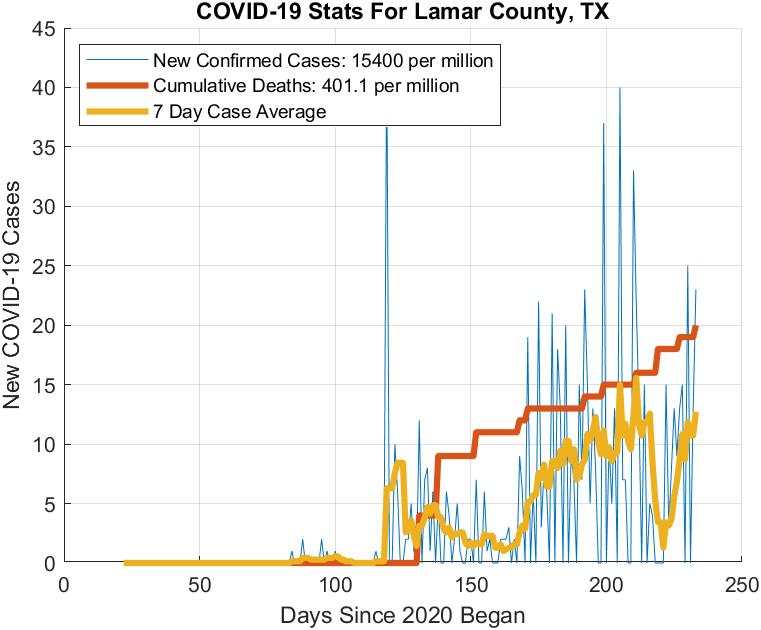 COVID-19 Stats For Lamar County, TX
New Confirmed Cases: 15400 per million
Cumulative Deaths: 401.1 per million
7 Day Case Average
New COVID-19 Cases
45
40
35
30
25
20
15
10
5
0
0 50 100 150 200 250
Days Since 2020 Began